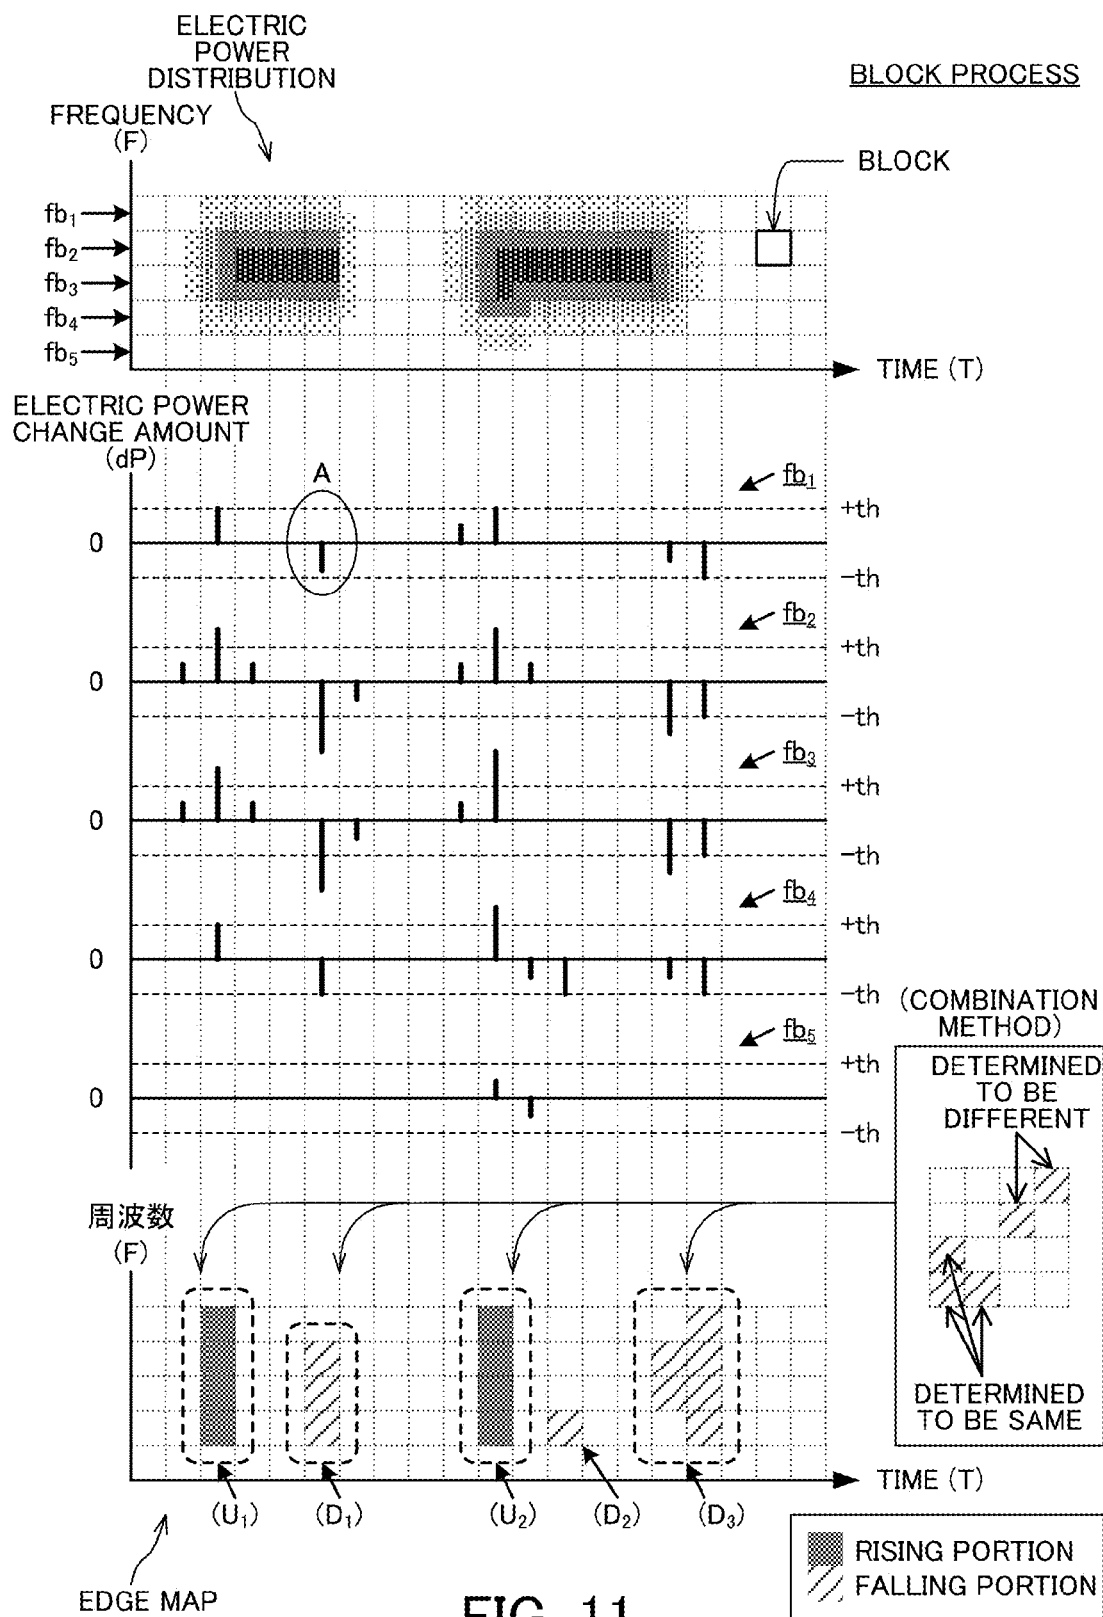 ELECTRIC
POWER
DISTRIBUTION
BLOCK PROCESS
FREQUENCY
(F)
BLOCK
fb1
fb2
fb3
fb4
fb5
TIME (T)
ELECTRIC POWER
CHANGE AMOUNT
(dP)
A
fb1
+th
0
-th
fb2
+th
0
-th
fb3
+th
0
-th
fb4
+th
0
-th
fb5
+th
0
-th
(COMBINATION
METHOD)
DETERMINED
TO BE
DIFFERENT
DETERMINED
TO BE SAME
周波数
(F)
TIME (T)
(U1)
(D1)
(U2)
(D2)
(D3)
EDGE MAP
RISING PORTION
FALLING PORTION
FIG. 11